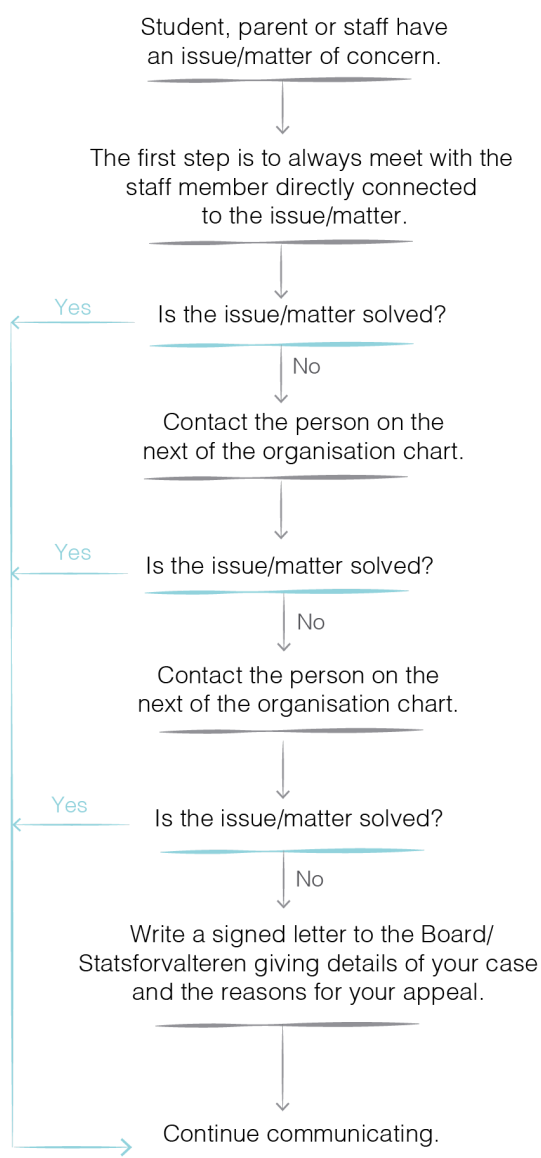 Student, parent or staff have
an issue/matter of concern.
The first step is to always meet with the
staff member directly connected
to the issue/matter.
Yes
Is the issue/matter solved?
No
Contact the person on the
next of the organisation chart.
Yes
Is the issue/matter solved?
No
Contact the person on the
next of the organisation chart.
Yes
Is the issue/matter solved?
No
Write a signed letter to the Board/
Statsforvalteren giving details of your case
and the reasons for your appeal.
Continue communicating.